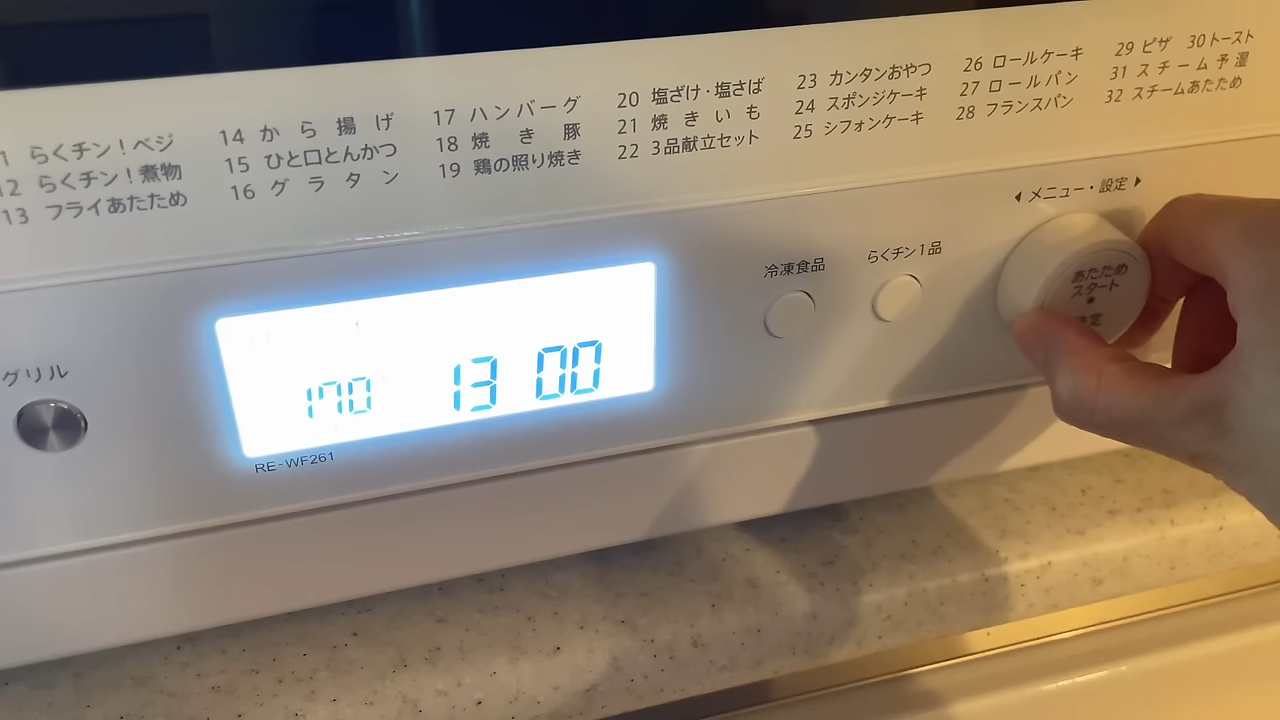 1 らくチン!ベジ
12 らくチン!煮物
13 フライあたため
14 から揚げ
15 ひと口とんかつ
16 グラタン
17 ハンバーグ
18 焼き豚
19 鶏の照り焼き
20 塩ざけ・塩さば
21 焼きいも
22 3品献立セット
23 カンタンおやつ
24 スポンジケーキ
25 シフォンケーキ
26 ロールケーキ
27 ロールパン
28 フランスパン
29 ピザ 30 トースト
31 スチーム予温
32 スチームあたため
メニュー・設定
冷凍食品
らくチン1品
あたため
スタート
定
グリル
170 13 00
RE-WF261